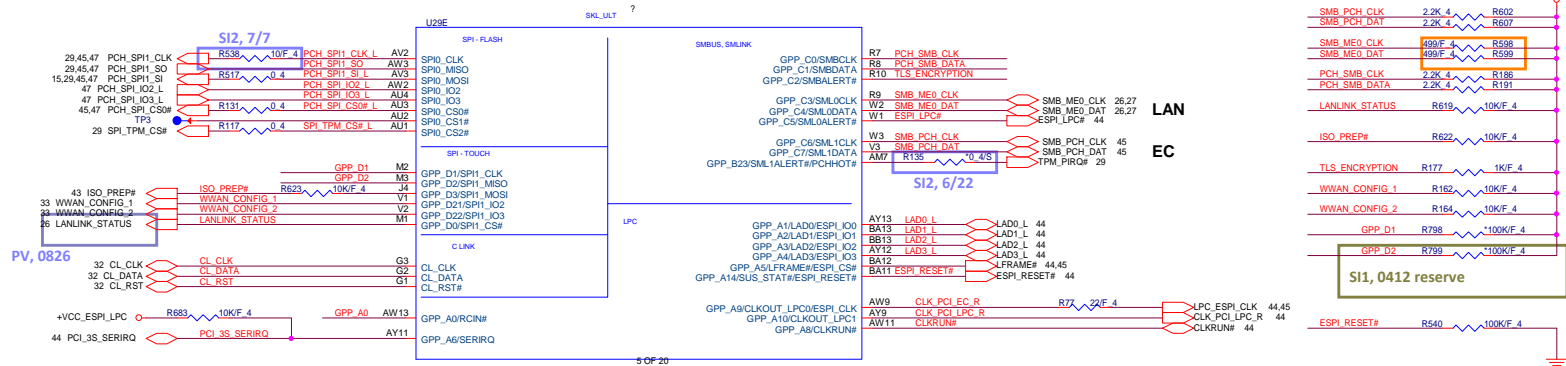 ?
SKL_ULT
U29E
SI2, 7/7
SPI - FLASH
SMBUS, SMLINK
29,45,47 PCH_SPI1_CLK R538 10/F_4 PCH_SPI1_CLK_L AV2 SPI0_CLK
29,45,47 PCH_SPI1_SO PCH_SPI1_SO AW3 SPI0_MISO
15,29,45,47 PCH_SPI1_SI R517 0_4 PCH_SPI1_SI_L AV3 SPI0_MOSI
47 PCH_SPI_IO2_L PCH_SPI_IO2_L AW2 SPI0_IO2
47 PCH_SPI_IO3_L PCH_SPI_IO3_L AU4 SPI0_IO3
45,47 PCH_SPI_CS0# R131 0_4 PCH_SPI_CS0#_L AU3 SPI0_CS0#
TP3 AU2 SPI0_CS1#
29 SPI_TPM_CS# R117 0_4 SPI_TPM_CS#_L AU1 SPI0_CS2#
SPI - TOUCH
GPP_D1 M2 GPP_D1/SPI1_CLK
GPP_D2 M3 GPP_D2/SPI1_MISO
43 ISO_PREP# ISO_PREP# R623 10K/F_4 J4 GPP_D3/SPI1_MOSI
33 WWAN_CONFIG_1 WWAN_CONFIG_1 V1 GPP_D21/SPI1_IO2
33 WWAN_CONFIG_2 WWAN_CONFIG_2 V2 GPP_D22/SPI1_IO3
26 LANLINK_STATUS LANLINK_STATUS M1 GPP_D0/SPI1_CS#
PV, 0826
C LINK
32 CL_CLK CL_CLK G3 CL_CLK
32 CL_DATA CL_DATA G2 CL_DATA
32 CL_RST CL_RST G1 CL_RST#
+VCC_ESPI_LPC R683 10K/F_4 GPP_A0 AW13 GPP_A0/RCIN#
44 PCI_3S_SERIRQ PCI_3S_SERIRQ AY11 GPP_A6/SERIRQ
GPP_C0/SMBCLK R7 PCH_SMB_CLK
GPP_C1/SMBDATA R8 PCH_SMB_DATA
GPP_C2/SMBALERT# R10 TLS_ENCRYPTION
GPP_C3/SML0CLK R9 SMB_ME0_CLK SMB_ME0_CLK 26,27
GPP_C4/SML0DATA W2 SMB_ME0_DAT SMB_ME0_DAT 26,27
LAN
GPP_C5/SML0ALERT# W1 ESPI_LPC# ESPI_LPC# 44
GPP_C6/SML1CLK W3 SMB_PCH_CLK SMB_PCH_CLK 45
GPP_C7/SML1DATA V3 SMB_PCH_DAT SMB_PCH_DAT 45
EC
GPP_B23/SML1ALERT#/PCHHOT# AM7 R135 *0_4/S TPM_PIRQ# 29
SI2, 6/22
LPC
GPP_A1/LAD0/ESPI_IO0 AY13 LAD0_L LAD0_L 44
GPP_A2/LAD1/ESPI_IO1 BA13 LAD1_L LAD1_L 44
GPP_A3/LAD2/ESPI_IO2 BB13 LAD2_L LAD2_L 44
GPP_A4/LAD3/ESPI_IO3 AY12 LAD3_L LAD3_L 44
GPP_A5/LFRAME#/ESPI_CS# BA12 LFRAME# 44,45
GPP_A14/SUS_STAT#/ESPI_RESET# BA11 ESPI_RESET# ESPI_RESET# 44
GPP_A9/CLKOUT_LPC0/ESPI_CLK AW9 CLK_PCI_EC_R R77 22/F_4 LPC_ESPI_CLK 44,45
GPP_A10/CLKOUT_LPC1 AY9 CLK_PCI_LPC_R CLK_PCI_LPC_R 44
GPP_A8/CLKRUN# AW11 CLKRUN# CLKRUN# 44
5 OF 20
SMB_PCH_CLK 2.2K_4 R602
SMB_PCH_DAT 2.2K_4 R607
SMB_ME0_CLK 499/F_4 R598
SMB_ME0_DAT 499/F_4 R599
PCH_SMB_CLK 2.2K_4 R186
PCH_SMB_DATA 2.2K_4 R191
LANLINK_STATUS R619 10K/F_4
ISO_PREP# R622 10K/F_4
TLS_ENCRYPTION R177 1K/F_4
WWAN_CONFIG_1 R162 10K/F_4
WWAN_CONFIG_2 R164 10K/F_4
GPP_D1 R798 *100K/F_4
GPP_D2 R799 *100K/F_4
SI1, 0412 reserve
ESPI_RESET# R540 100K/F_4